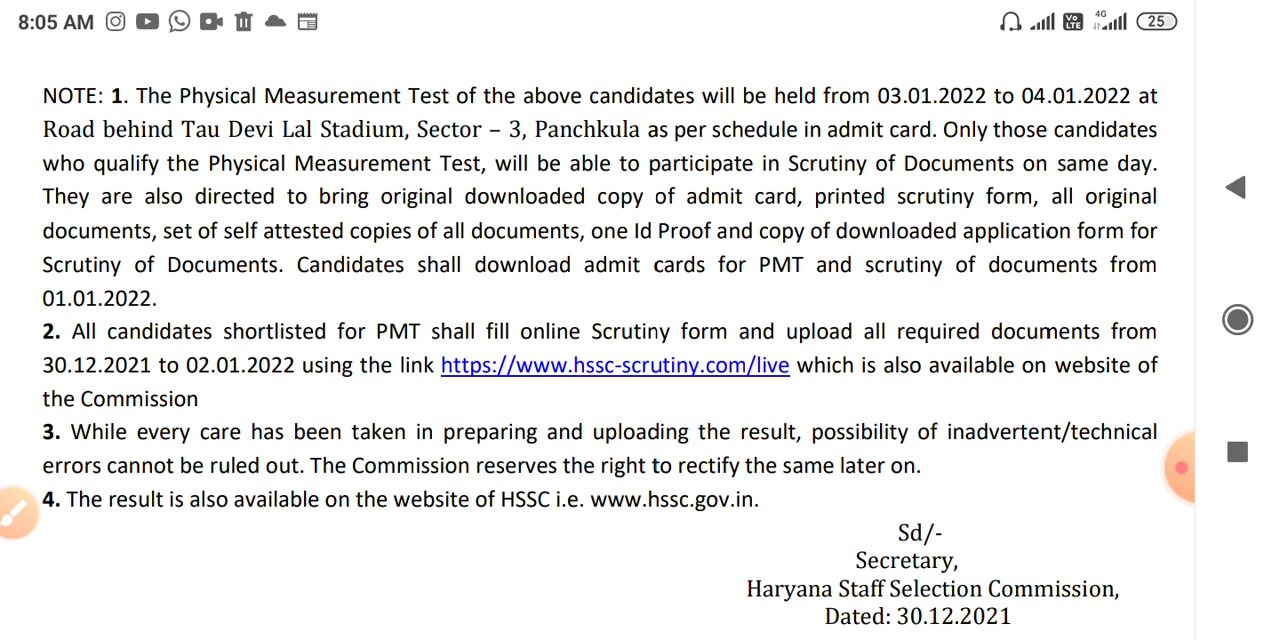 8:05 AM
Vo LTE 4G 25
NOTE: 1. The Physical Measurement Test of the above candidates will be held from 03.01.2022 to 04.01.2022 at
Road behind Tau Devi Lal Stadium, Sector – 3, Panchkula as per schedule in admit card. Only those candidates
who qualify the Physical Measurement Test, will be able to participate in Scrutiny of Documents on same day.
They are also directed to bring original downloaded copy of admit card, printed scrutiny form, all original
documents, set of self attested copies of all documents, one Id Proof and copy of downloaded application form for
Scrutiny of Documents. Candidates shall download admit cards for PMT and scrutiny of documents from
01.01.2022.
2. All candidates shortlisted for PMT shall fill online Scrutiny form and upload all required documents from
30.12.2021 to 02.01.2022 using the link https://www.hssc-scrutiny.com/live which is also available on website of
the Commission
3. While every care has been taken in preparing and uploading the result, possibility of inadvertent/technical
errors cannot be ruled out. The Commission reserves the right to rectify the same later on.
4. The result is also available on the website of HSSC i.e. www.hssc.gov.in.
Sd/-
Secretary,
Haryana Staff Selection Commission,
Dated: 30.12.2021